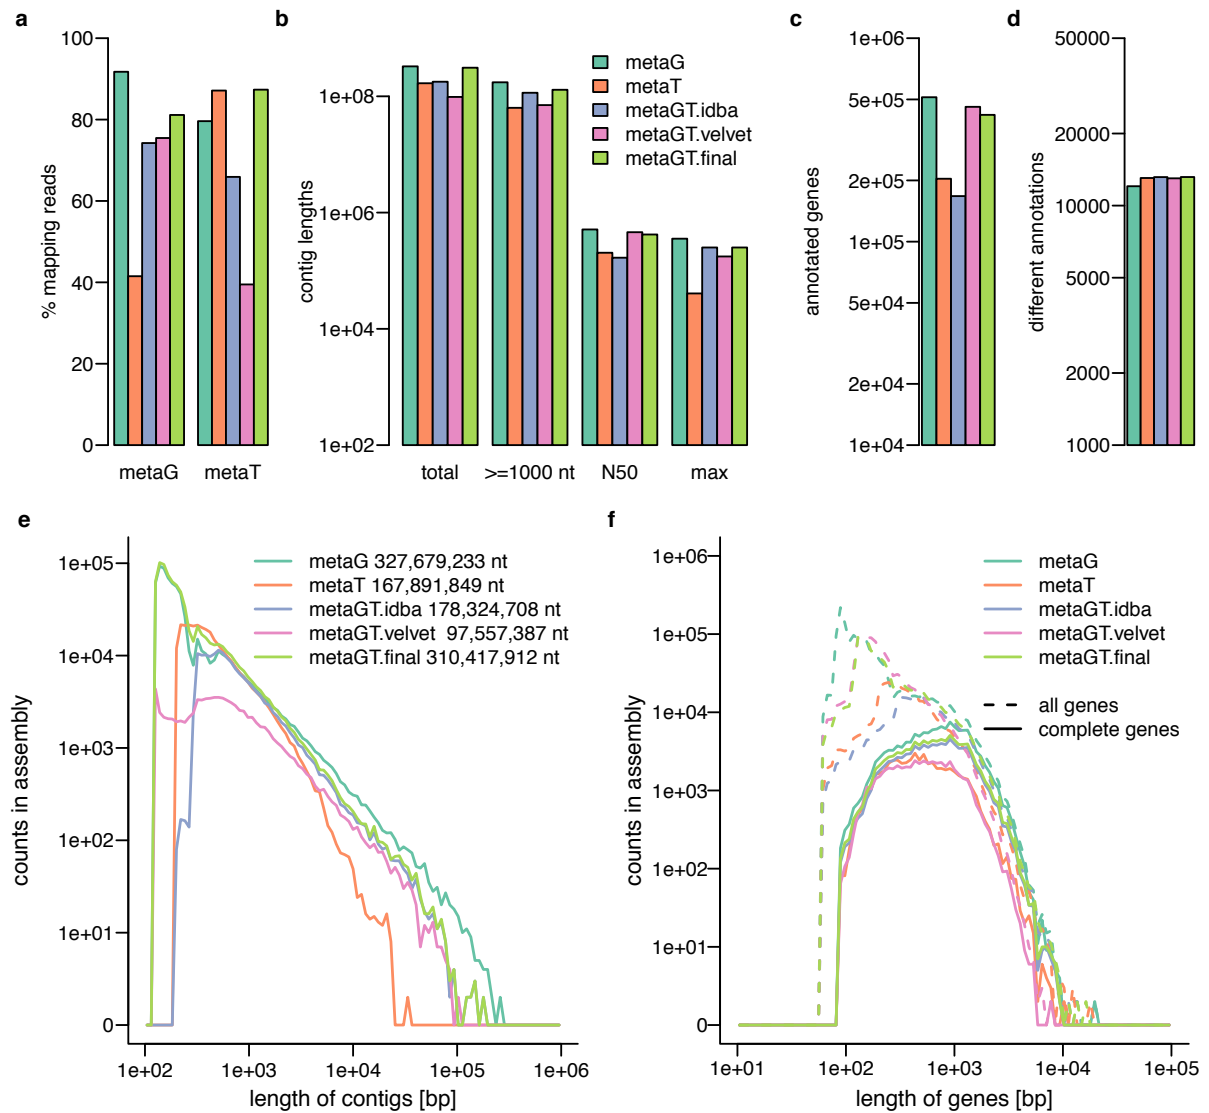 a
b
c
d
100
80
60
40
20
0
% mapping reads
metaG
metaT
1e+08
1e+06
1e+04
1e+02
contig lengths
total
>=1000 nt
N50
max
metaG
metaT
metaGT.idba
metaGT.velvet
metaGT.final
1e+06
5e+05
2e+05
1e+05
5e+04
2e+04
1e+04
annotated genes
50000
20000
10000
5000
2000
1000
different annotations
e
1e+05
1e+04
1e+03
1e+02
1e+01
0
counts in assembly
metaG 327,679,233 nt
metaT 167,891,849 nt
metaGT.idba 178,324,708 nt
metaGT.velvet 97,557,387 nt
metaGT.final 310,417,912 nt
1e+02
1e+03
1e+04
1e+05
1e+06
length of contigs [bp]
f
1e+06
1e+05
1e+04
1e+03
1e+02
1e+01
0
counts in assembly
metaG
metaT
metaGT.idba
metaGT.velvet
metaGT.final
all genes
complete genes
1e+01
1e+02
1e+03
1e+04
1e+05
length of genes [bp]